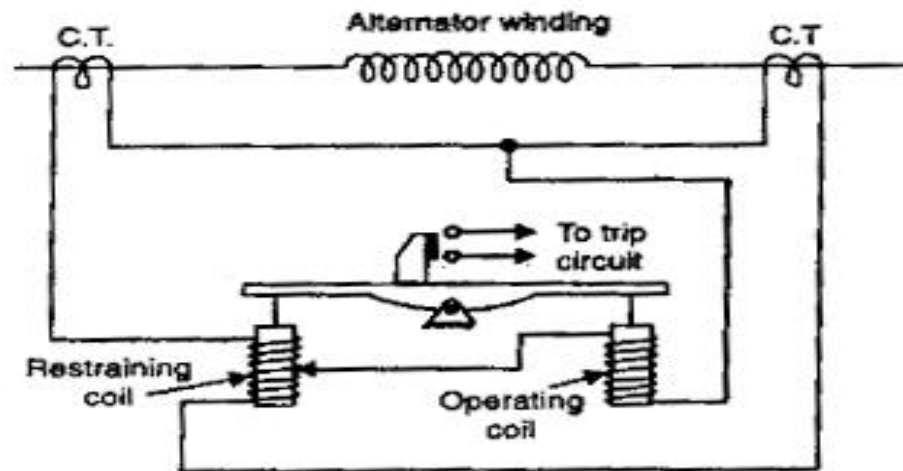 Alternator winding
C.T.
C.T
To trip
circuit
Restraining
coil
Operating
coil